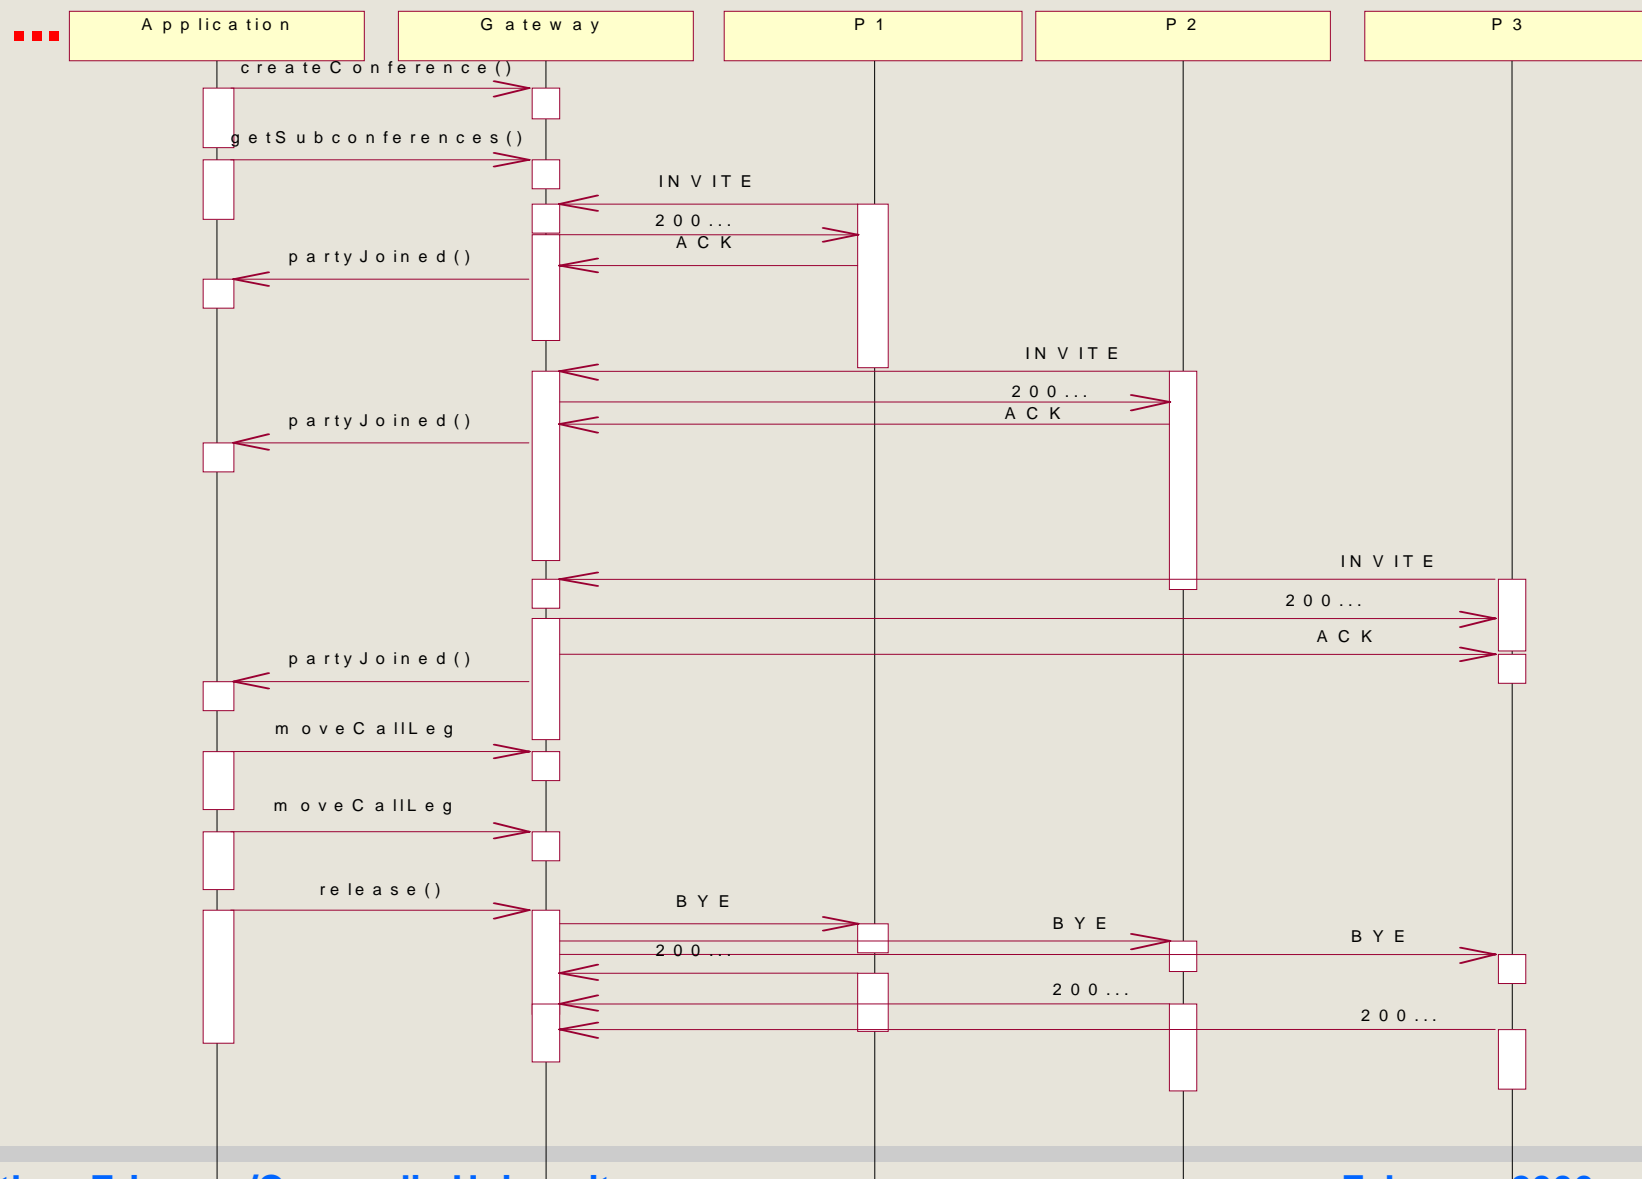 Application Gateway P1 P2 P3
createConference()
getSubconferences()
INVITE
200...
ACK
partyJoined()
INVITE
200...
ACK
partyJoined()
INVITE
200...
ACK
partyJoined()
moveCallLeg
moveCallLeg
release()
BYE
BYE
BYE
200...
200...
200...